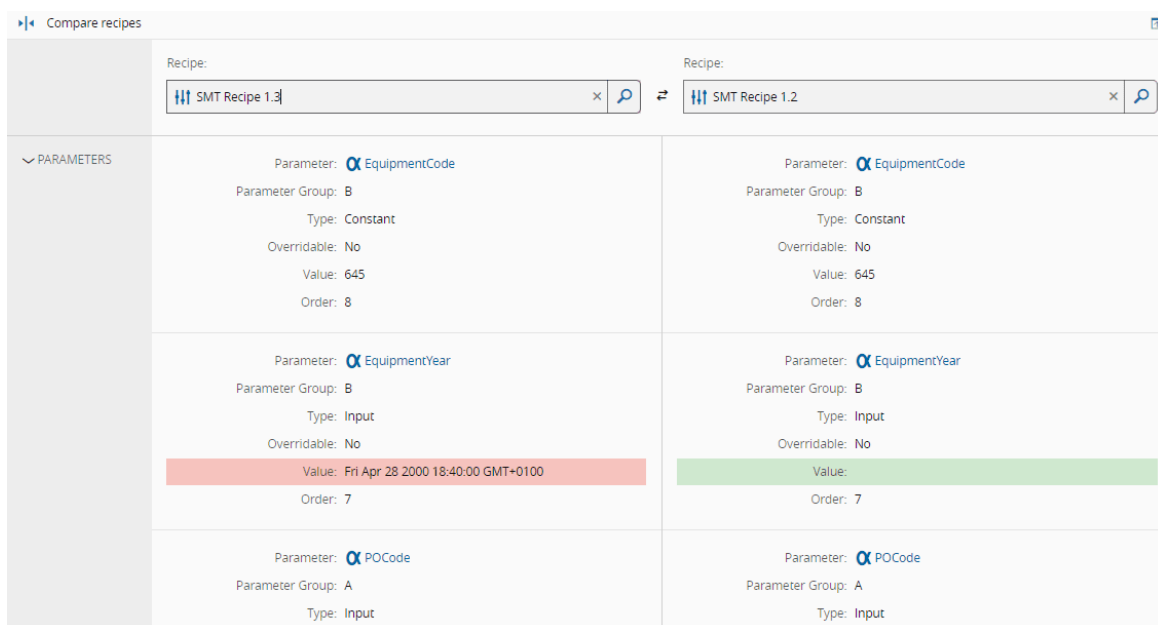 Compare recipes
Recipe: Recipe:
SMT Recipe 1.3 SMT Recipe 1.2
PARAMETERS
Parameter: EquipmentCode Parameter: EquipmentCode
Parameter Group: B Parameter Group: B
Type: Constant Type: Constant
Overridable: No Overridable: No
Value: 645 Value: 645
Order: 8 Order: 8
Parameter: EquipmentYear Parameter: EquipmentYear
Parameter Group: B Parameter Group: B
Type: Input Type: Input
Overridable: No Overridable: No
Value: Fri Apr 28 2000 18:40:00 GMT+0100 Value:
Order: 7 Order: 7
Parameter: POCode Parameter: POCode
Parameter Group: A Parameter Group: A
Type: Input Type: Input